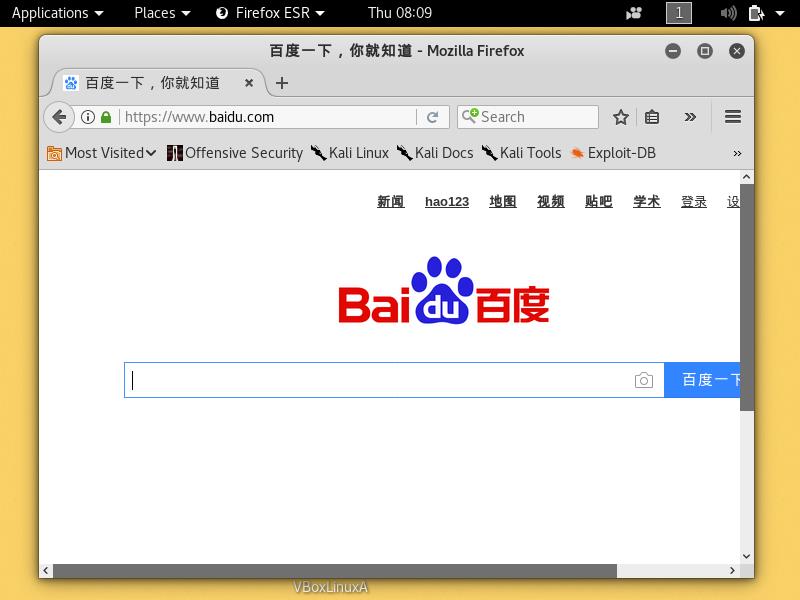 Applications Places Firefox ESR Thu 08:09 1
百度一下，你就知道 - Mozilla Firefox
百度一下，你就知道
https://www.baidu.com Search
Most Visited Offensive Security Kali Linux Kali Docs Kali Tools Exploit-DB
新闻 hao123 地图 视频 贴吧 学术 登录 设
Bai du 百度
百度一下
VBoxLinuxA